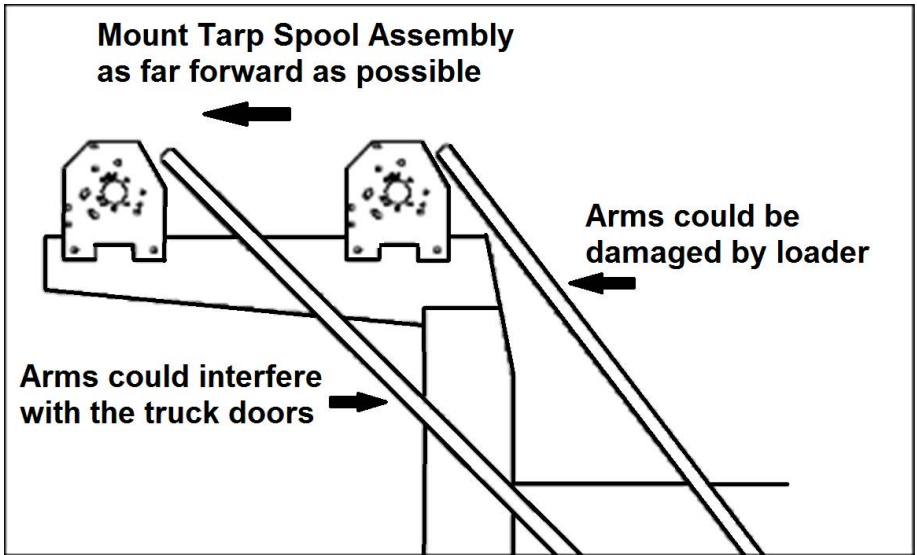 Mount Tarp Spool Assembly
as far forward as possible
Arms could be
damaged by loader
Arms could interfere
with the truck doors